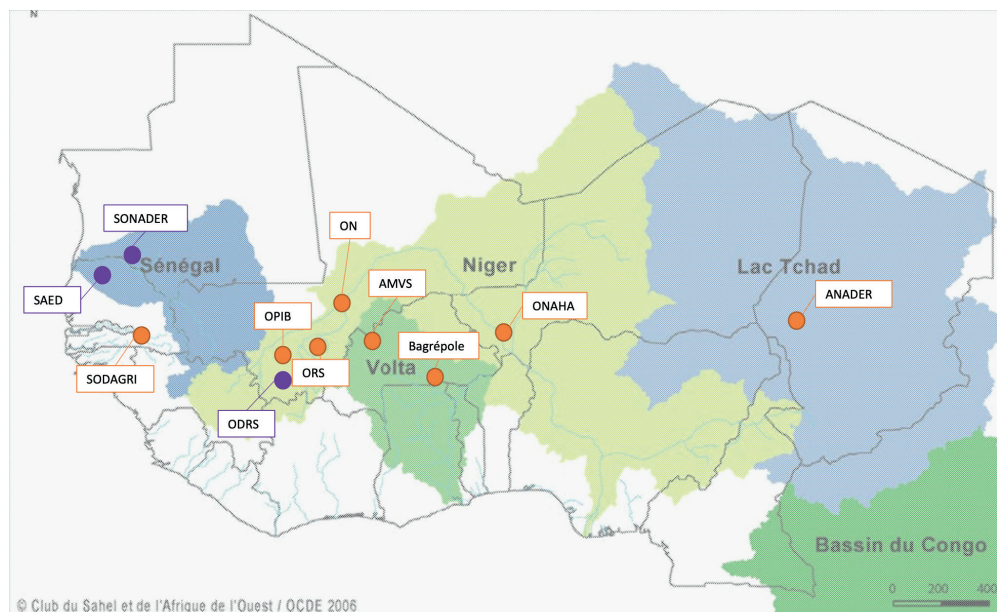 N
SONADER
ON
Sénégal
Niger
Lac Tchad
AMVS
SAED
ANADER
OPIB
ONAHA
Bagrépole
Volta
SODAGRI
ORS
ODRS
Bassin du Congo
0 200 400
© Club du Sahel et de l'Afrique de l'Ouest / OCDE 2006